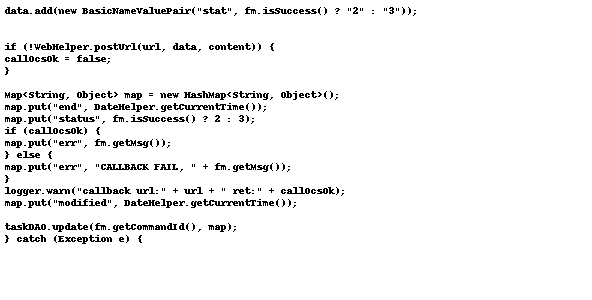 data.add(new BasicNameValuePair("stat", fm.isSuccess() ? "2" : "3"));
if (!WebHelper.postUrl(url, data, content)) {
callOcsOk = false;
}
Map<String, Object> map = new HashMap<String, Object>();
map.put("end", DateHelper.getCurrentTime());
map.put("status", fm.isSuccess() ? 2 : 3);
if (callOcsOk) {
map.put("err", fm.getMsg());
} else {
map.put("err", "CALLBACK FAIL, " + fm.getMsg());
}
logger.warn("callback url:" + url + " ret:" + callOcsOk);
map.put("modified", DateHelper.getCurrentTime());
taskDAO.update(fm.getCommandId(), map);
} catch (Exception e) {